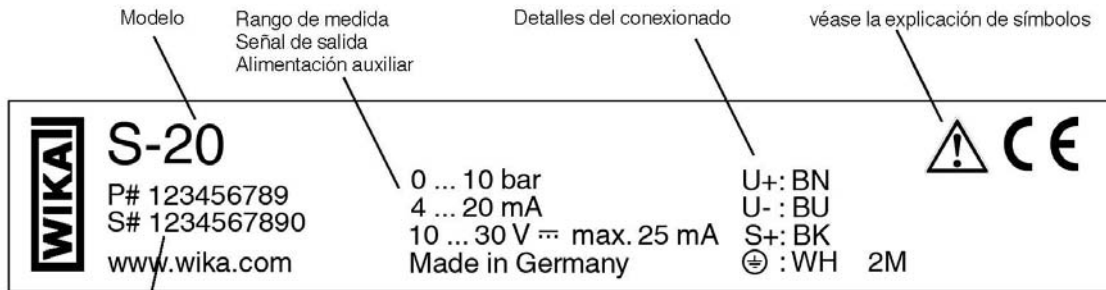 Modelo
Rango de medida
Señal de salida
Alimentación auxiliar
Detalles del conexionado
véase la explicación de símbolos
WIKA
S-20
P# 123456789
S# 1234567890
www.wika.com
0 ... 10 bar
4 ... 20 mA
10 ... 30 V ⎓ max. 25 mA
Made in Germany
U+: BN
U- : BU
S+: BK
⏚ : WH 2M
CE